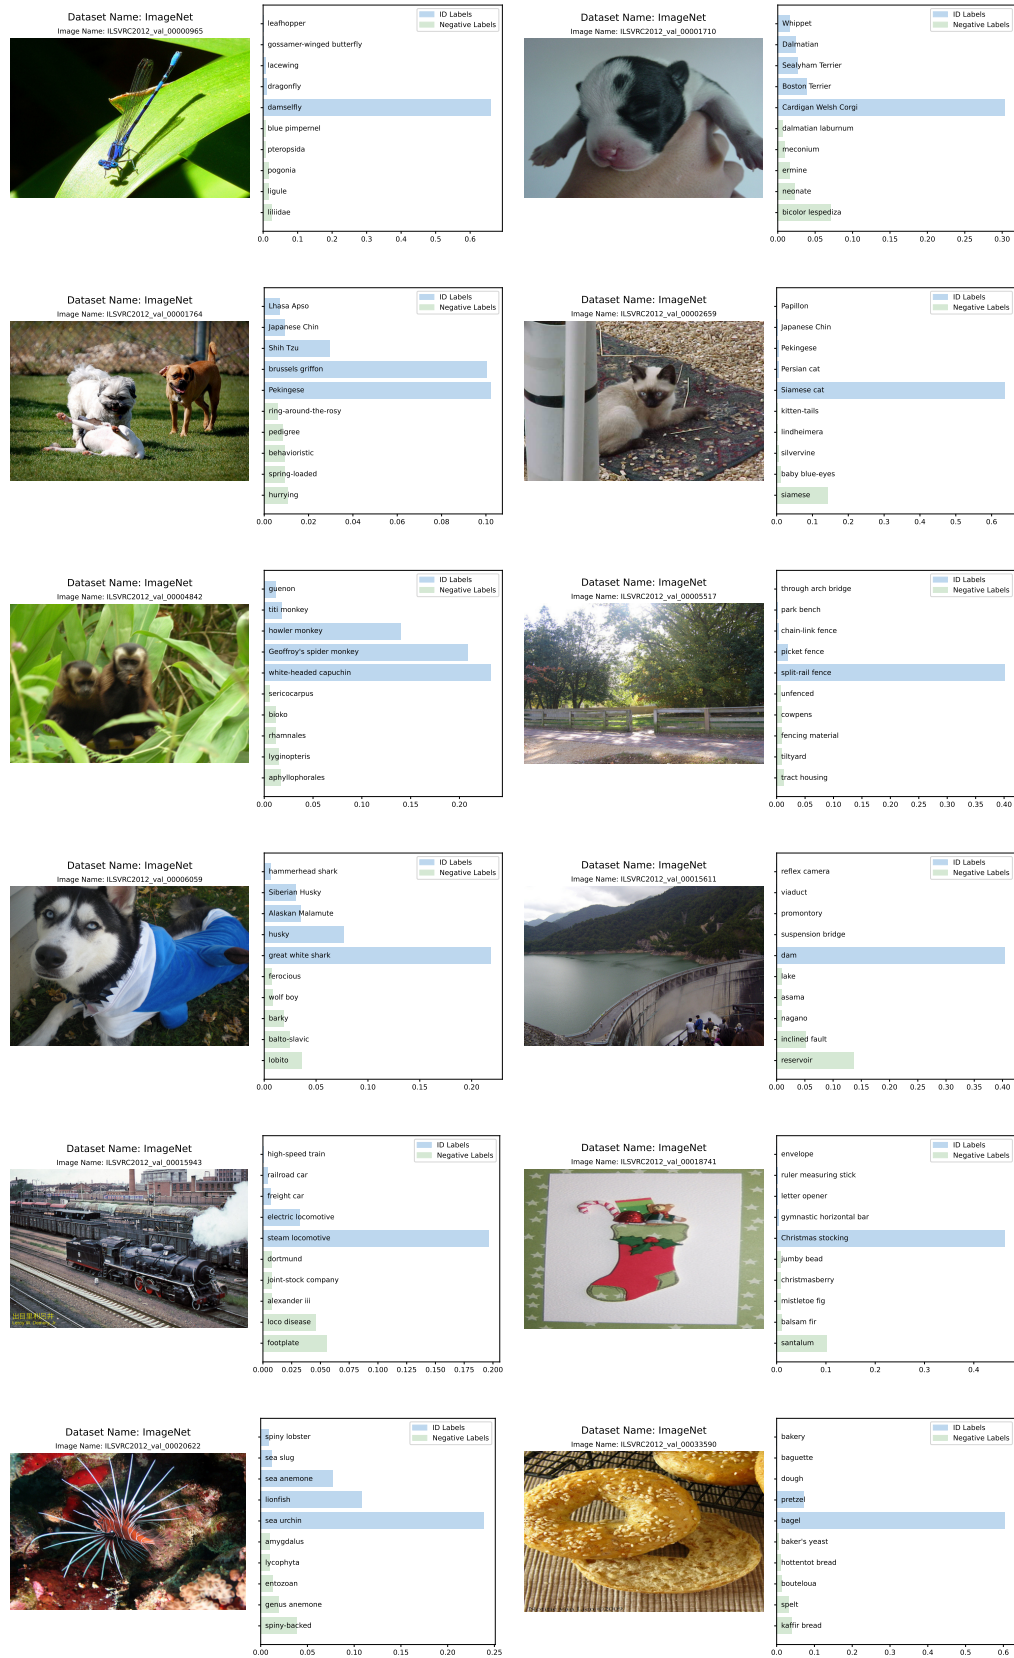 Dataset Name: ImageNet
Image Name: ILSVRC2012_val_00000965
ID Labels
Negative Labels
leafhopper
gossamer-winged butterfly
lacewing
dragonfly
damselfly
blue pimpernel
pteropsida
pogonia
ligule
liliidae
0.0 0.1 0.2 0.3 0.4 0.5 0.6
Dataset Name: ImageNet
Image Name: ILSVRC2012_val_00001710
ID Labels
Negative Labels
Whippet
Dalmatian
Sealyham Terrier
Boston Terrier
Cardigan Welsh Corgi
dalmatian laburnum
meconium
ermine
neonate
bicolor lespediza
0.00 0.05 0.10 0.15 0.20 0.25 0.30
Dataset Name: ImageNet
Image Name: ILSVRC2012_val_00001764
ID Labels
Negative Labels
Lhasa Apso
Japanese Chin
Shih Tzu
brussels griffon
Pekingese
ring-around-the-rosy
pedigree
behavioristic
spring-loaded
hurrying
0.00 0.02 0.04 0.06 0.08 0.10
Dataset Name: ImageNet
Image Name: ILSVRC2012_val_00002659
ID Labels
Negative Labels
Papillon
Japanese Chin
Pekingese
Persian cat
Siamese cat
kitten-tails
lindheimera
silvervine
baby blue-eyes
siamese
0.0 0.1 0.2 0.3 0.4 0.5 0.6
Dataset Name: ImageNet
Image Name: ILSVRC2012_val_00004842
ID Labels
Negative Labels
guenon
titi monkey
howler monkey
Geoffroy's spider monkey
white-headed capuchin
sericocarpus
bioko
rhamnales
lyginopteris
aphyllophorales
0.00 0.05 0.10 0.15 0.20
Dataset Name: ImageNet
Image Name: ILSVRC2012_val_00005517
ID Labels
Negative Labels
through arch bridge
park bench
chain-link fence
picket fence
split-rail fence
unfenced
cowpens
fencing material
tiltyard
tract housing
0.00 0.05 0.10 0.15 0.20 0.25 0.30 0.35 0.40
Dataset Name: ImageNet
Image Name: ILSVRC2012_val_00006059
ID Labels
Negative Labels
hammerhead shark
Siberian Husky
Alaskan Malamute
husky
great white shark
ferocious
wolf boy
barky
balto-slavic
lobito
0.00 0.05 0.10 0.15 0.20
Dataset Name: ImageNet
Image Name: ILSVRC2012_val_00015611
ID Labels
Negative Labels
reflex camera
viaduct
promontory
suspension bridge
dam
lake
asama
nagano
inclined fault
reservoir
0.00 0.05 0.10 0.15 0.20 0.25 0.30 0.35 0.40
Dataset Name: ImageNet
Image Name: ILSVRC2012_val_00015943
ID Labels
Negative Labels
high-speed train
railroad car
freight car
electric locomotive
steam locomotive
dortmund
joint-stock company
alexander iii
loco disease
footplate
0.000 0.025 0.050 0.075 0.100 0.125 0.150 0.175 0.200
Dataset Name: ImageNet
Image Name: ILSVRC2012_val_00018741
ID Labels
Negative Labels
envelope
ruler measuring stick
letter opener
gymnastic horizontal bar
Christmas stocking
jumby bead
christmasberry
mistletoe fig
balsam fir
santalum
0.0 0.1 0.2 0.3 0.4
Dataset Name: ImageNet
Image Name: ILSVRC2012_val_00020622
ID Labels
Negative Labels
spiny lobster
sea slug
sea anemone
lionfish
sea urchin
amygdalus
lycophyta
entozoan
genus anemone
spiny-backed
0.00 0.05 0.10 0.15 0.20 0.25
Dataset Name: ImageNet
Image Name: ILSVRC2012_val_00033590
ID Labels
Negative Labels
bakery
baguette
dough
pretzel
bagel
baker's yeast
hottentot bread
bouteloua
spelt
kaffir bread
0.0 0.1 0.2 0.3 0.4 0.5 0.6